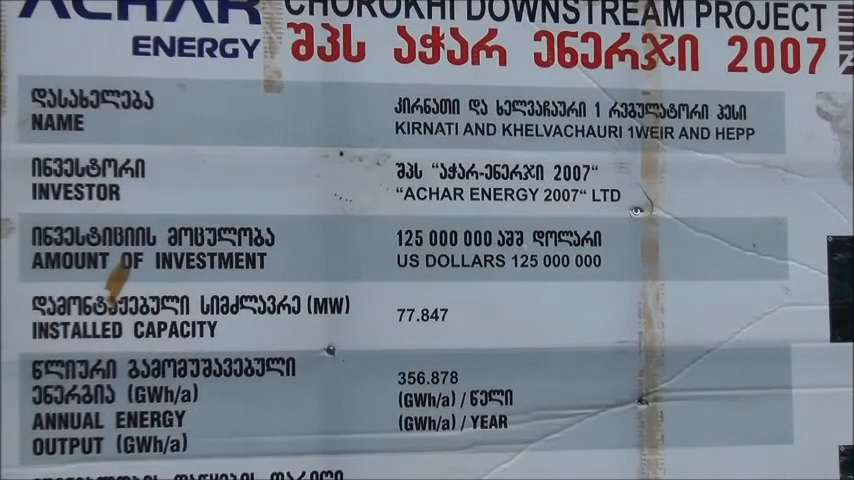 ACHAR
ENERGY
CHOROKHI DOWNSTREAM PROJECT
შპს აჭარ ენერჯი 2007
დასახელება
NAME
კირნათი და ხელვაჩაური 1 რეგულატორი ჰესი
KIRNATI AND KHELVACHAURI 1WEIR AND HEPP
ინვესტორი
INVESTOR
შპს "აჭარ-ენერჯი 2007"
"ACHAR ENERGY 2007" LTD
ინვესტიციის მოცულობა
AMOUNT OF INVESTMENT
125 000 000 აშშ დოლარი
US DOLLARS 125 000 000
დამონტაჟებული სიმძლავრე (MW)
INSTALLED CAPACITY
77.847
წლიური გამომუშავებული
ენერგია (GWh/a)
ANNUAL ENERGY
OUTPUT (GWh/a)
356.878
(GWh/a) / წელი
(GWh/a) / YEAR